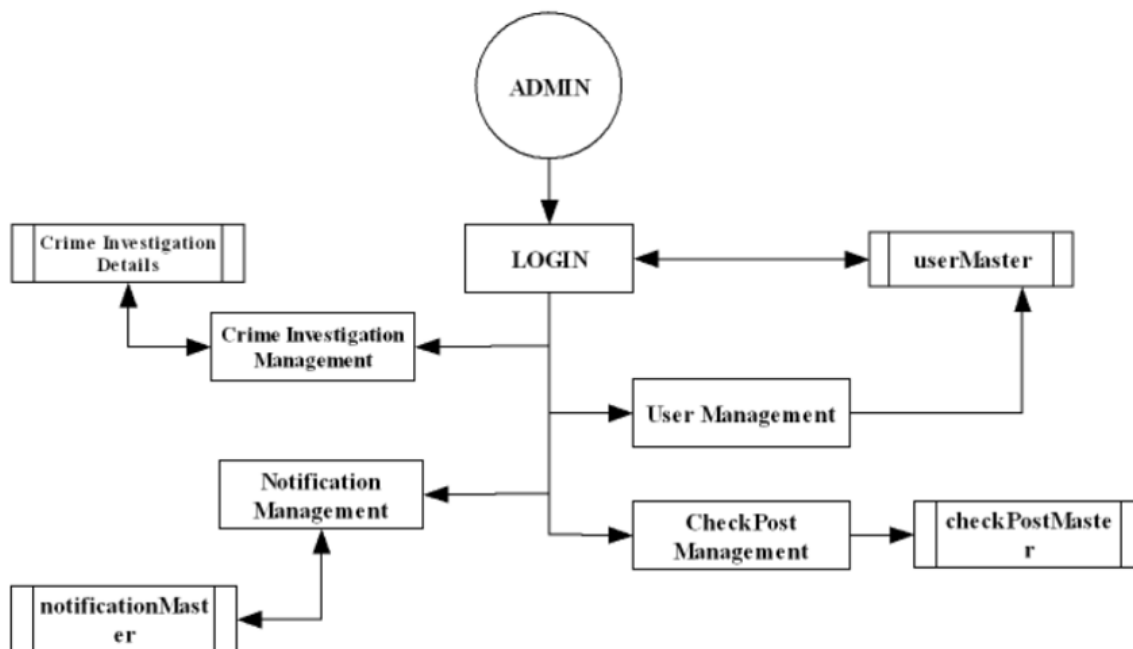 ADMIN
LOGIN
Crime Investigation
Details
userMaster
Crime Investigation
Management
User Management
Notification
Management
CheckPost
Management
checkPostMaste
r
notificationMast
er